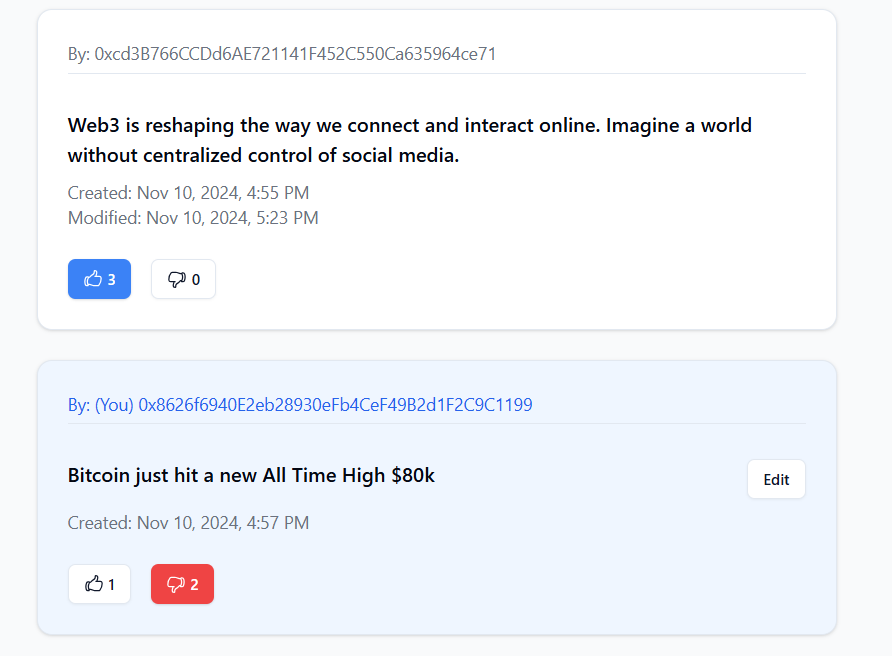 By: 0xcd3B766CCDd6AE721141F452C550Ca635964ce71
Web3 is reshaping the way we connect and interact online. Imagine a world
without centralized control of social media.
Created: Nov 10, 2024, 4:55 PM
Modified: Nov 10, 2024, 5:23 PM
3 0
By: (You) 0x8626f6940E2eb28930eFb4CeF49B2d1F2C9C1199
Bitcoin just hit a new All Time High $80k
Edit
Created: Nov 10, 2024, 4:57 PM
1 2